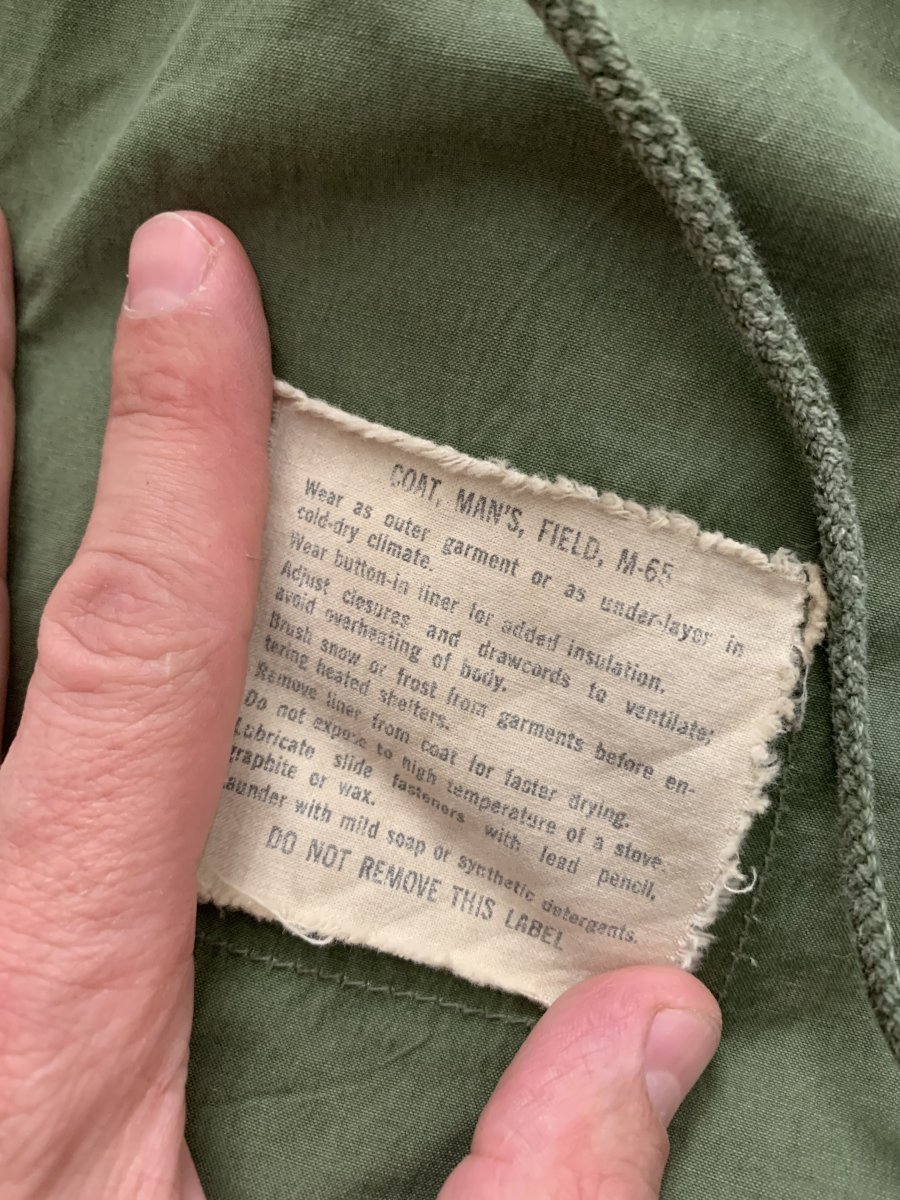 COAT, MAN'S, FIELD, M-65
Wear as outer garment or as under-layer in
cold-dry climate.
Wear button-in liner for added insulation.
Adjust closures and drawcords to ventilate;
avoid overheating of body.
Brush snow or frost from garments before en-
tering heated shelters.
Remove liner from coat for faster drying.
Do not expose to high temperature of a stove.
Lubricate slide fasteners with lead pencil,
graphite or wax.
Launder with mild soap or synthetic detergents.
DO NOT REMOVE THIS LABEL